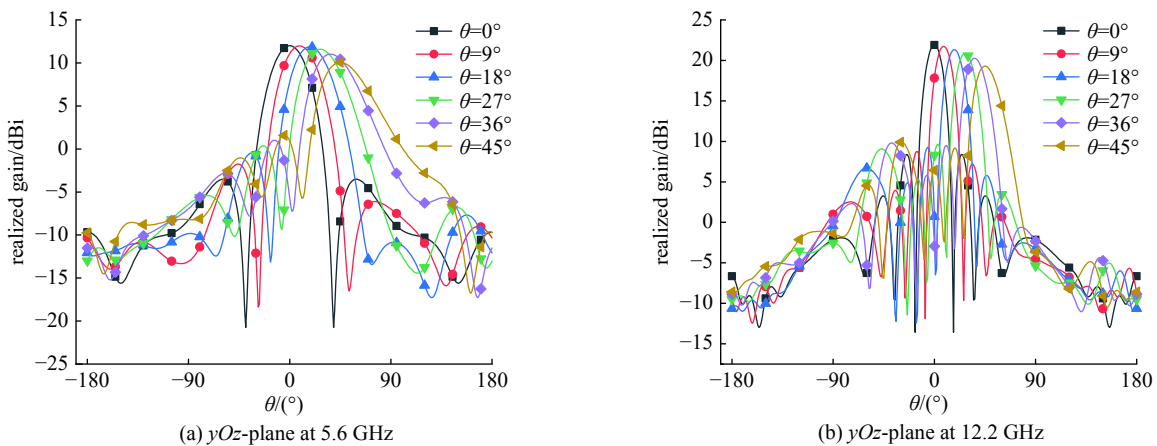 15
10
5
0
−5
−10
−15
−20
−25
realized gain/dBi
−180
−90
0
90
180
θ/(°)
θ=0°
θ=9°
θ=18°
θ=27°
θ=36°
θ=45°
(a) yOz-plane at 5.6 GHz
25
20
15
10
5
0
−5
−10
−15
realized gain/dBi
−180
−90
0
90
180
θ/(°)
θ=0°
θ=9°
θ=18°
θ=27°
θ=36°
θ=45°
(b) yOz-plane at 12.2 GHz